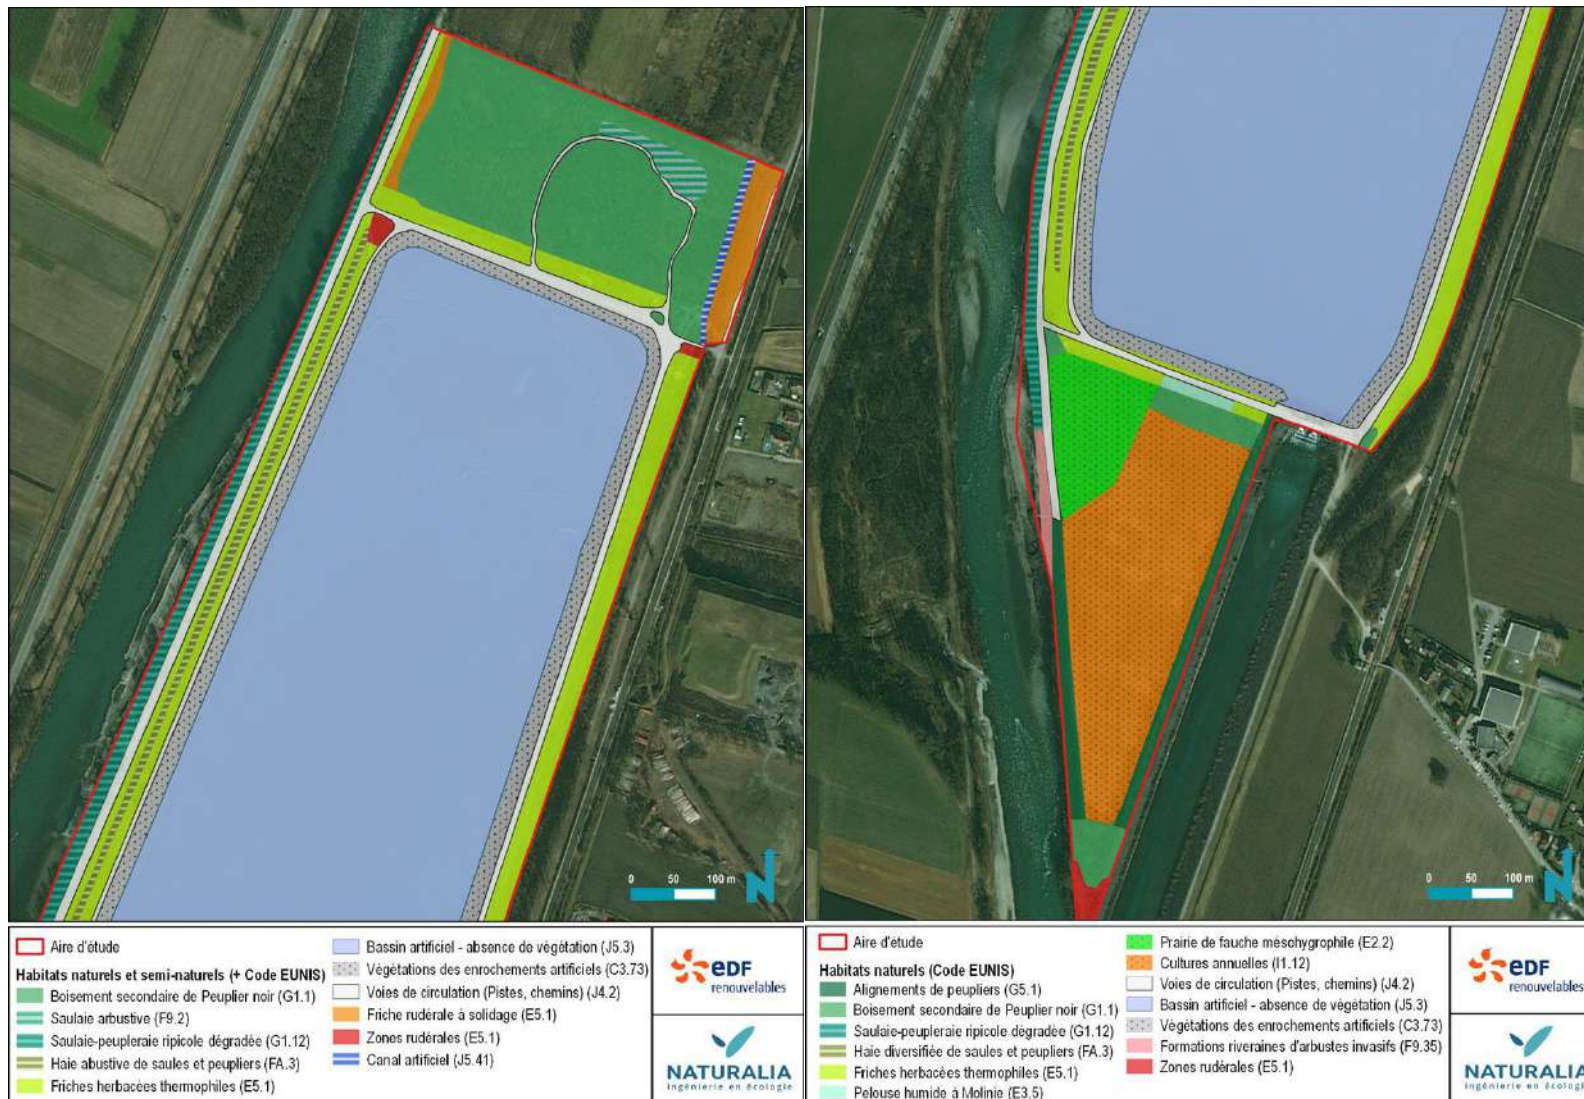 0 50 100 m
N
0 50 100 m
N
Aire d'étude
Habitats naturels et semi-naturels (+ Code EUNIS)
Boisement secondaire de Peuplier noir (G1.1)
Saulaie arbustive (F9.2)
Saulaie-peupleraie ripicole dégradée (G1.12)
Haie abustive de saules et peupliers (FA.3)
Friches herbacées thermophiles (E5.1)
Bassin artificiel - absence de végétation (J5.3)
Végétations des enrochements artificiels (C3.73)
Voies de circulation (Pistes, chemins) (J4.2)
Friche rudérale à solidage (E5.1)
Zones rudérales (E5.1)
Canal artificiel (J5.41)
eDF
renouvelables
NATURALIA
Ingénierie en écologie
Aire d'étude
Habitats naturels (Code EUNIS)
Alignements de peupliers (G5.1)
Boisement secondaire de Peuplier noir (G1.1)
Saulaie-peupleraie ripicole dégradée (G1.12)
Haie diversifiée de saules et peupliers (FA.3)
Friches herbacées thermophiles (E5.1)
Pelouse humide à Molinie (E3.5)
Prairie de fauche mésohygrophile (E2.2)
Cultures annuelles (I1.12)
Voies de circulation (Pistes, chemins) (J4.2)
Bassin artificiel - absence de végétation (J5.3)
Végétations des enrochements artificiels (C3.73)
Formations riveraines d'arbustes invasifs (F9.35)
Zones rudérales (E5.1)
eDF
renouvelables
NATURALIA
Ingénierie en écologie